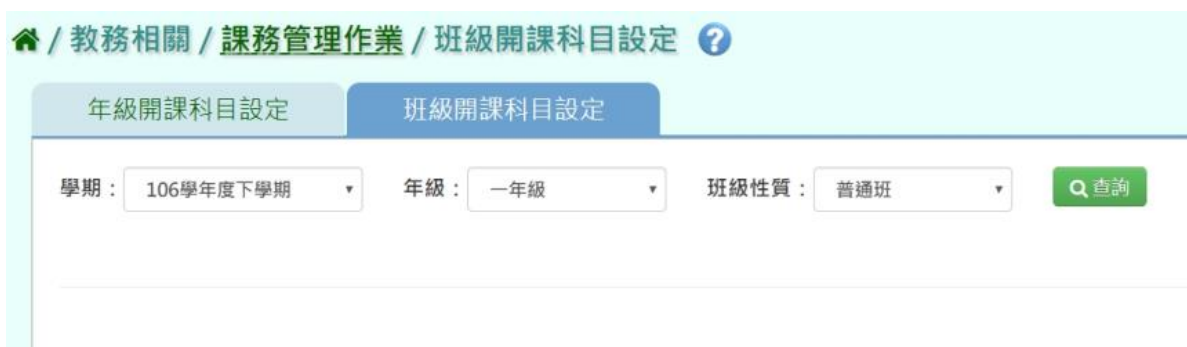 / 教務相關 / 課務管理作業 / 班級開課科目設定 ?
年級開課科目設定 班級開課科目設定
學期： 106學年度下學期 年級： 一年級 班級性質： 普通班 查詢